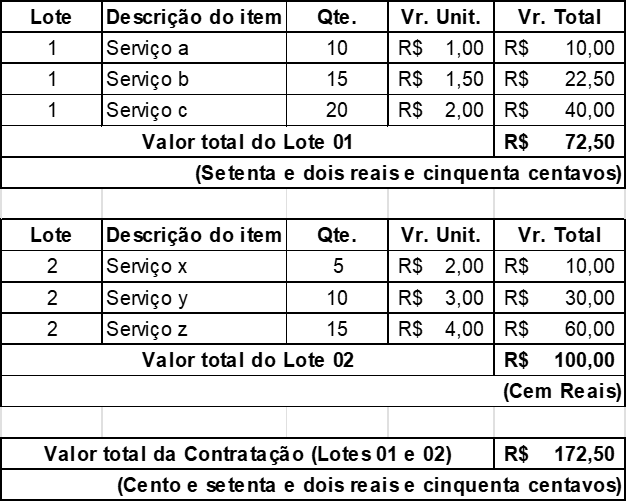 Lote Descrição do item Qte. Vr. Unit. Vr. Total
1 Serviço a 10 R$ 1,00 R$ 10,00
1 Serviço b 15 R$ 1,50 R$ 22,50
1 Serviço c 20 R$ 2,00 R$ 40,00
Valor total do Lote 01 R$ 72,50
(Setenta e dois reais e cinquenta centavos)
Lote Descrição do item Qte. Vr. Unit. Vr. Total
2 Serviço x 5 R$ 2,00 R$ 10,00
2 Serviço y 10 R$ 3,00 R$ 30,00
2 Serviço z 15 R$ 4,00 R$ 60,00
Valor total do Lote 02 R$ 100,00
(Cem Reais)
Valor total da Contratação (Lotes 01 e 02) R$ 172,50
(Cento e setenta e dois reais e cinquenta centavos)